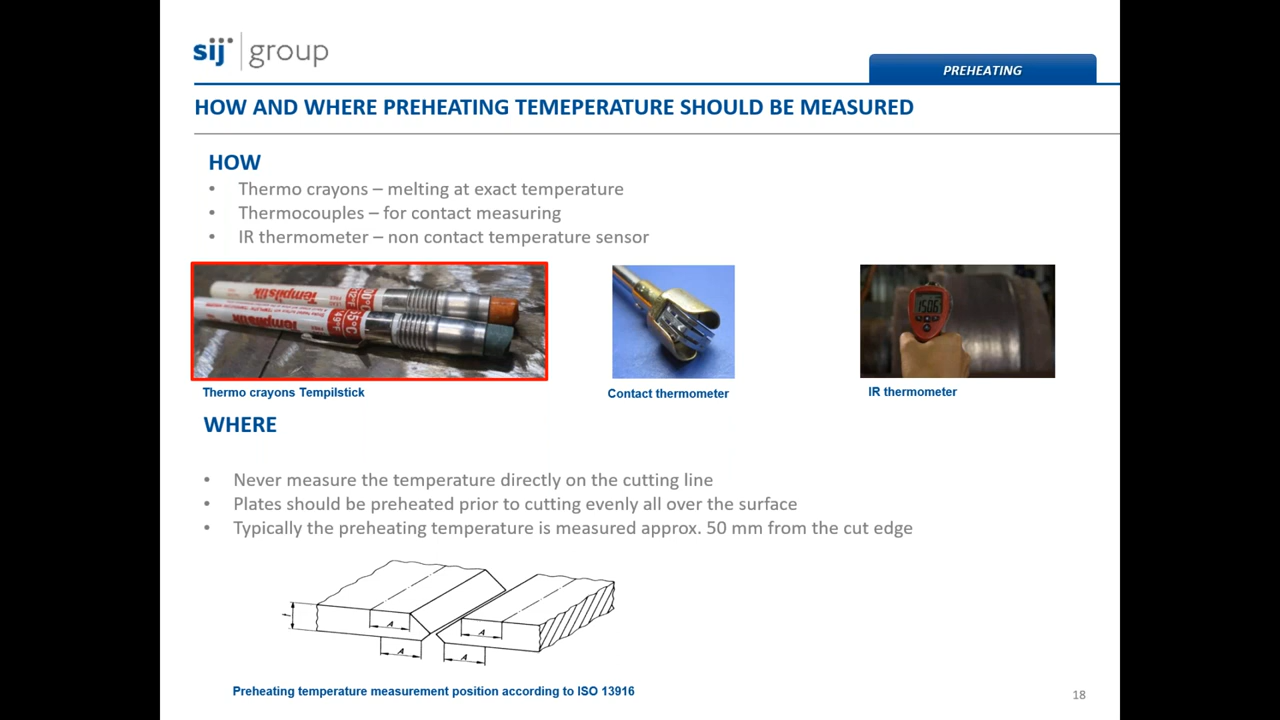 sij group
PREHEATING
HOW AND WHERE PREHEATING TEMEPERATURE SHOULD BE MEASURED
HOW
• Thermo crayons – melting at exact temperature
• Thermocouples – for contact measuring
• IR thermometer – non contact temperature sensor
Tempilstik
Tempilstik
Thermo crayons Tempilstick
Contact thermometer
IR thermometer
WHERE
• Never measure the temperature directly on the cutting line
• Plates should be preheated prior to cutting evenly all over the surface
• Typically the preheating temperature is measured approx. 50 mm from the cut edge
t
A
A
A
A
Preheating temperature measurement position according to ISO 13916
18